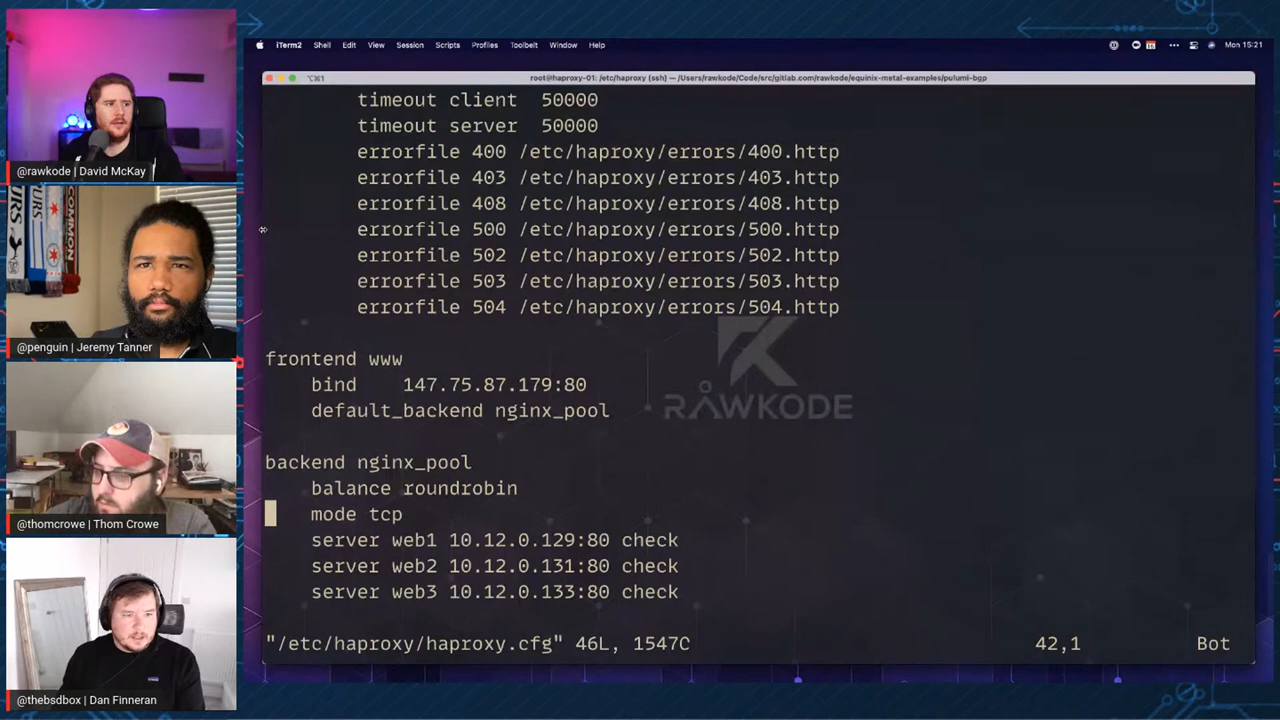 iTerm2 Shell Edit View Session Scripts Profiles Toolbelt Window Help
Mon 15:21
⌥⌘1
root@haproxy-01: /etc/haproxy (ssh) — /Users/rawkode/Code/src/gitlab.com/rawkode/equinix-metal-examples/pulumi-bgp
timeout client 50000
timeout server 50000
errorfile 400 /etc/haproxy/errors/400.http
errorfile 403 /etc/haproxy/errors/403.http
errorfile 408 /etc/haproxy/errors/408.http
errorfile 500 /etc/haproxy/errors/500.http
errorfile 502 /etc/haproxy/errors/502.http
errorfile 503 /etc/haproxy/errors/503.http
errorfile 504 /etc/haproxy/errors/504.http
frontend www
bind 147.75.87.179:80
default_backend nginx_pool
backend nginx_pool
balance roundrobin
mode tcp
server web1 10.12.0.129:80 check
server web2 10.12.0.131:80 check
server web3 10.12.0.133:80 check
"/etc/haproxy/haproxy.cfg" 46L, 1547C 42,1 Bot
RAWKODE
@rawkode | David McKay
@penguin | Jeremy Tanner
@thomcrowe | Thom Crowe
@thebsdbox | Dan Finneran